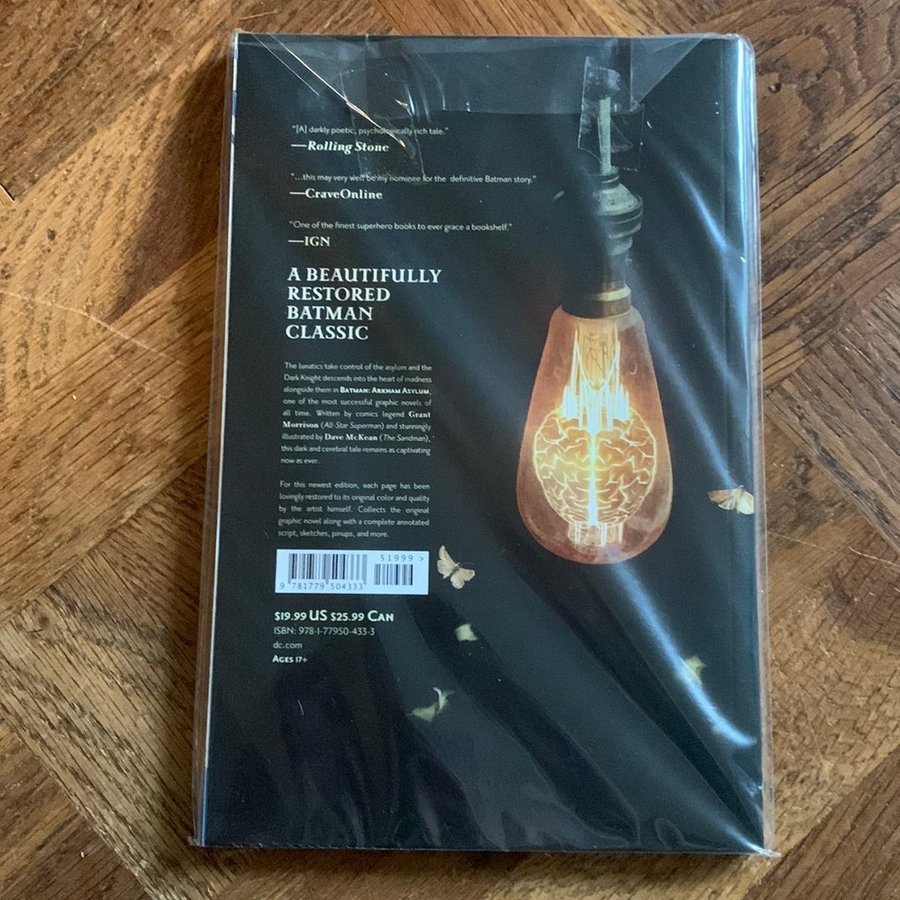 "[A] darkly poetic, psychologically rich tale."
—Rolling Stone
"...this may very well be my nominee for the definitive Batman story."
—CraveOnline
"One of the finest superhero books to ever grace a bookshelf."
—IGN
A BEAUTIFULLY
RESTORED
BATMAN
CLASSIC
The lunatics take control of the asylum and the
Dark Knight descends into the heart of madness
alongside them in BATMAN: ARKHAM ASYLUM,
one of the most successful graphic novels of
all time. Written by comics legend Grant
Morrison (All-Star Superman) and stunningly
illustrated by Dave McKean (The Sandman),
this dark and cerebral tale remains as captivating
now as ever.
For this newest edition, each page has been
lovingly restored to its original color and quality
by the artist himself. Collects the original
graphic novel along with a complete annotated
script, sketches, pinups, and more.
51999 >
9 781779 504333
$19.99 US $25.99 CAN
ISBN: 978-1-77950-433-3
dc.com
AGES 17+